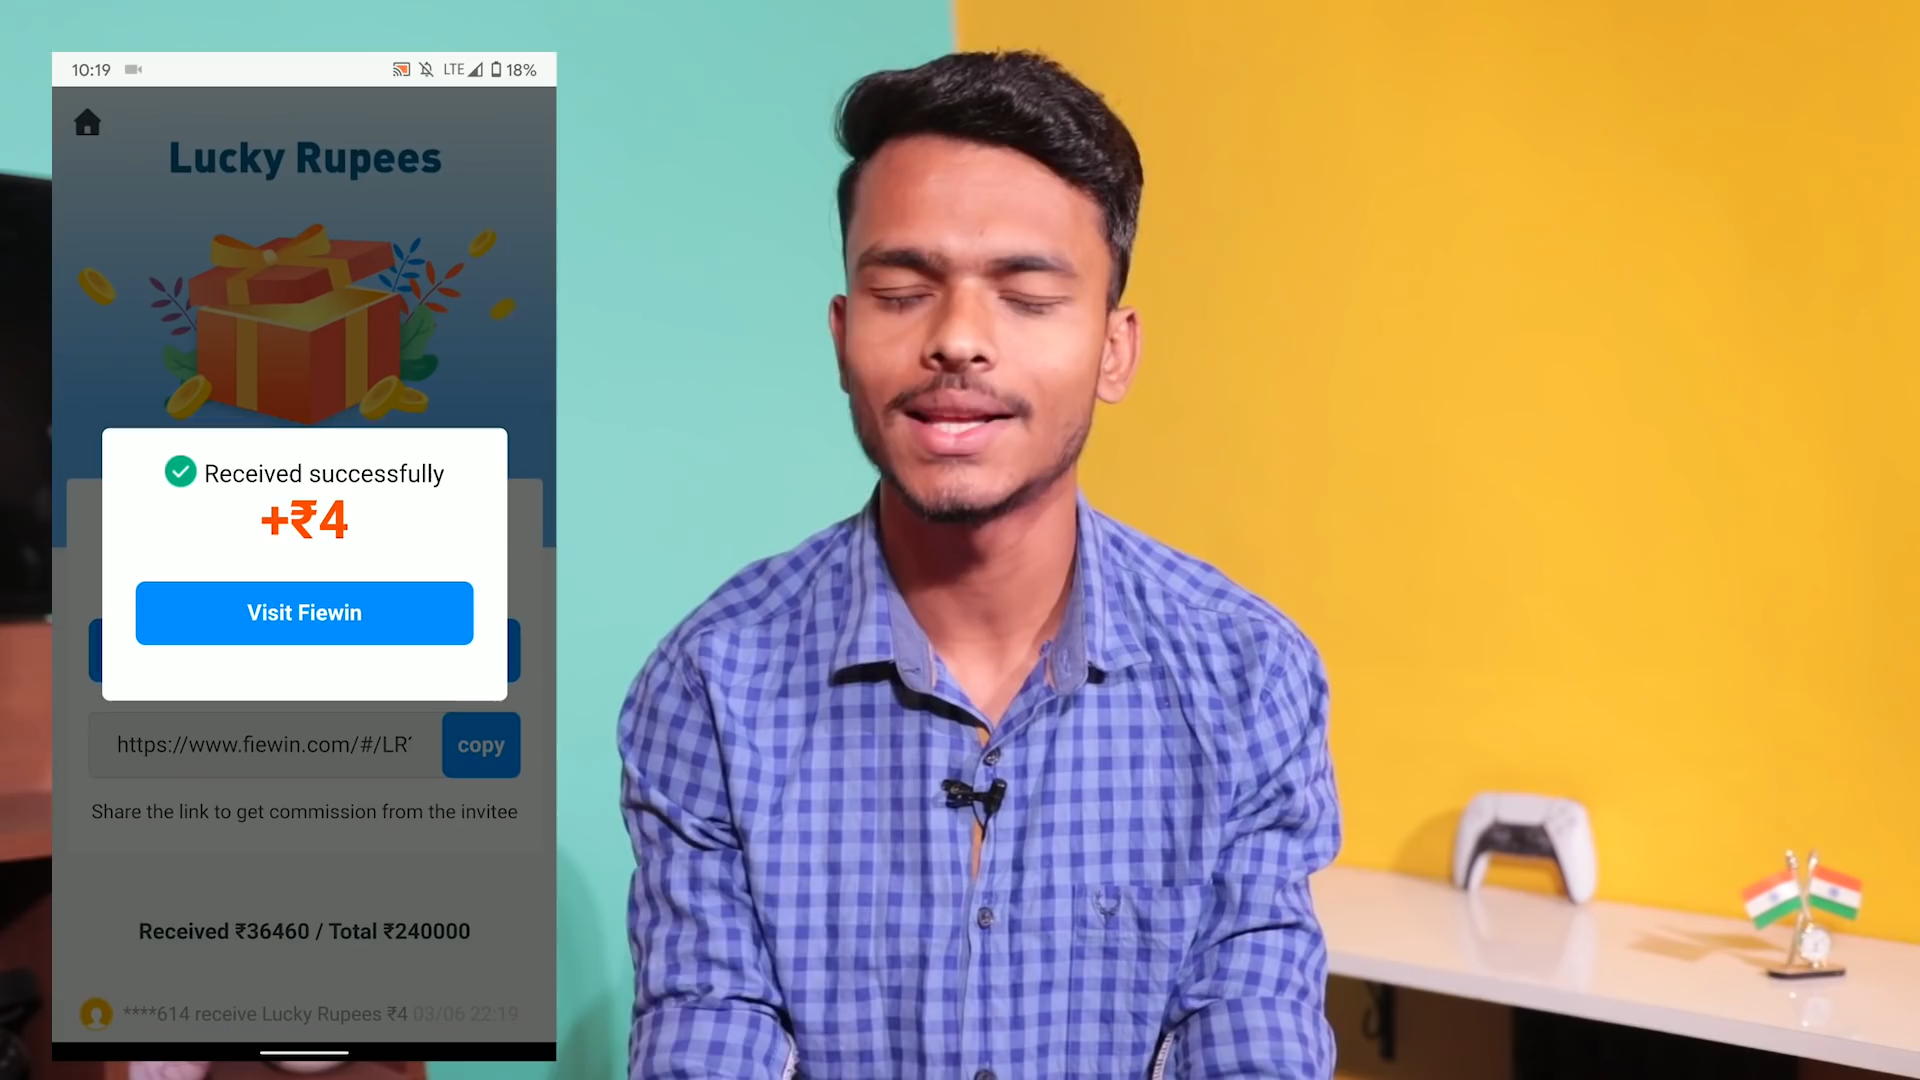 10:19
LTE 18%
Lucky Rupees
Received successfully
+₹4
Visit Fiewin
https://www.fiewin.com/#/LR
copy
Share the link to get commission from the invitee
Received ₹36460 / Total ₹240000
****614 receive Lucky Rupees ₹4 03/06 22:19